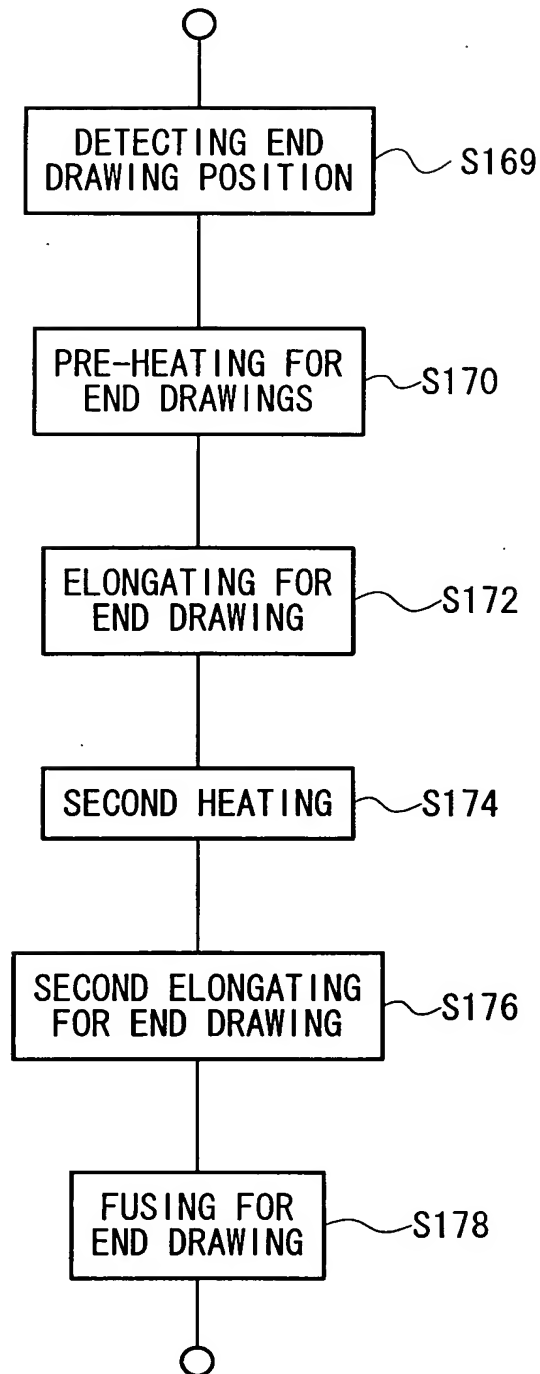 DETECTING END
DRAWING POSITION
S169
PRE-HEATING FOR
END DRAWINGS
S170
ELONGATING FOR
END DRAWING
S172
SECOND HEATING
S174
SECOND ELONGATING
FOR END DRAWING
S176
FUSING FOR
END DRAWING
S178